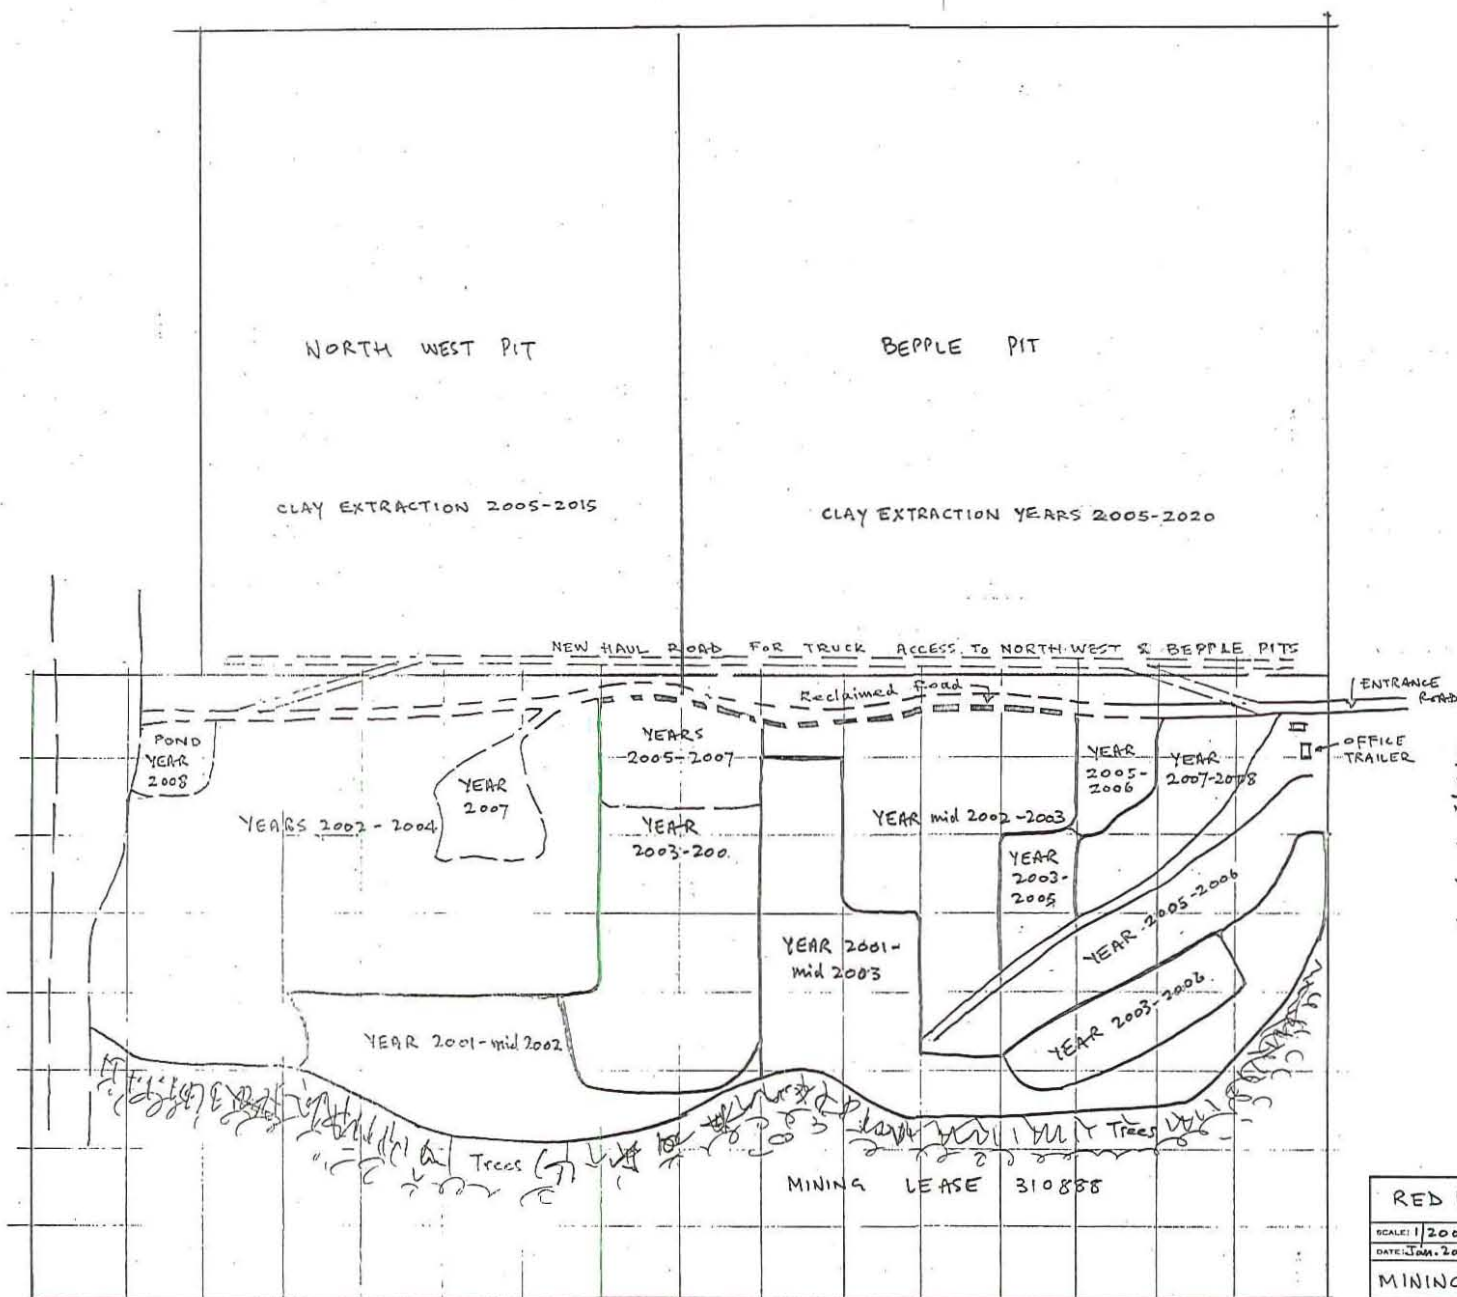 NORTH WEST PIT
BEPPLE PIT
CLAY EXTRACTION 2005-2015
CLAY EXTRACTION YEARS 2005-2020
NEW HAUL ROAD FOR TRUCK ACCESS TO NORTH WEST & BEPPLE PITS
Reclaimed Road
ENTRANCE
ROAD
OFFICE
TRAILER
POND
YEAR
2008
YEARS 2002-2004
YEAR
2007
YEARS
2005-2007
YEAR
2003-200
YEAR mid 2002-2003
YEAR
2005-
2006
YEAR
2007-2008
YEAR
2003-
2005
YEAR 2001-
mid 2003
YEAR 2005-2006
YEAR 2003-2006
YEAR 2001-mid 2002
Trees
Trees
MINING LEASE 310888
RED
SCALE: 1/200
DATE: Jan. 20
MINING